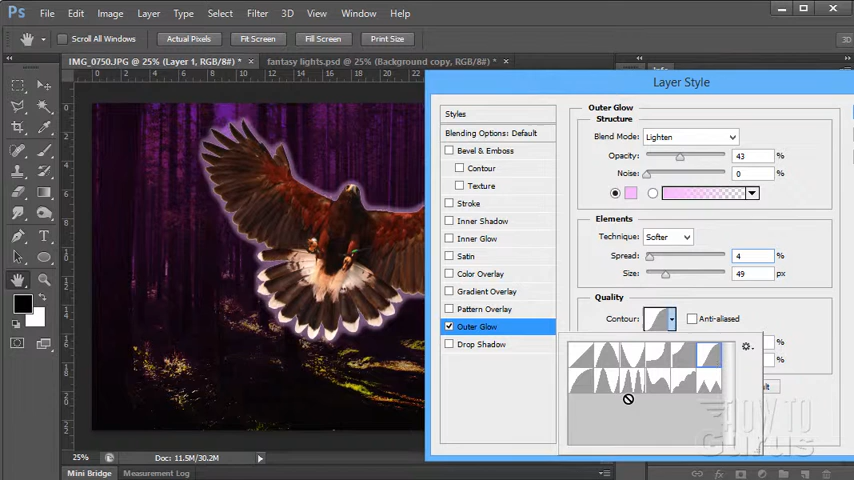 Ps File Edit Image Layer Type Select Filter 3D View Window Help
Scroll All Windows Actual Pixels Fit Screen Fill Screen Print Size
3D
IMG_0750.JPG @ 25% (Layer 1, RGB/8#) * × fantasy lights.psd @ 25% (Background copy, RGB/8#) * ×
Info
Layer Style
Styles
Blending Options: Default
Bevel & Emboss
Contour
Texture
Stroke
Inner Shadow
Inner Glow
Satin
Color Overlay
Gradient Overlay
Pattern Overlay
Outer Glow
Drop Shadow
Outer Glow
Structure
Blend Mode: Lighten
Opacity: 43 %
Noise: 0 %
Elements
Technique: Softer
Spread: 4 %
Size: 49 px
Quality
Contour: Anti-aliased
%
%
HOW TO
Gurus
25% Doc: 11.5M/30.2M
Mini Bridge Measurement Log